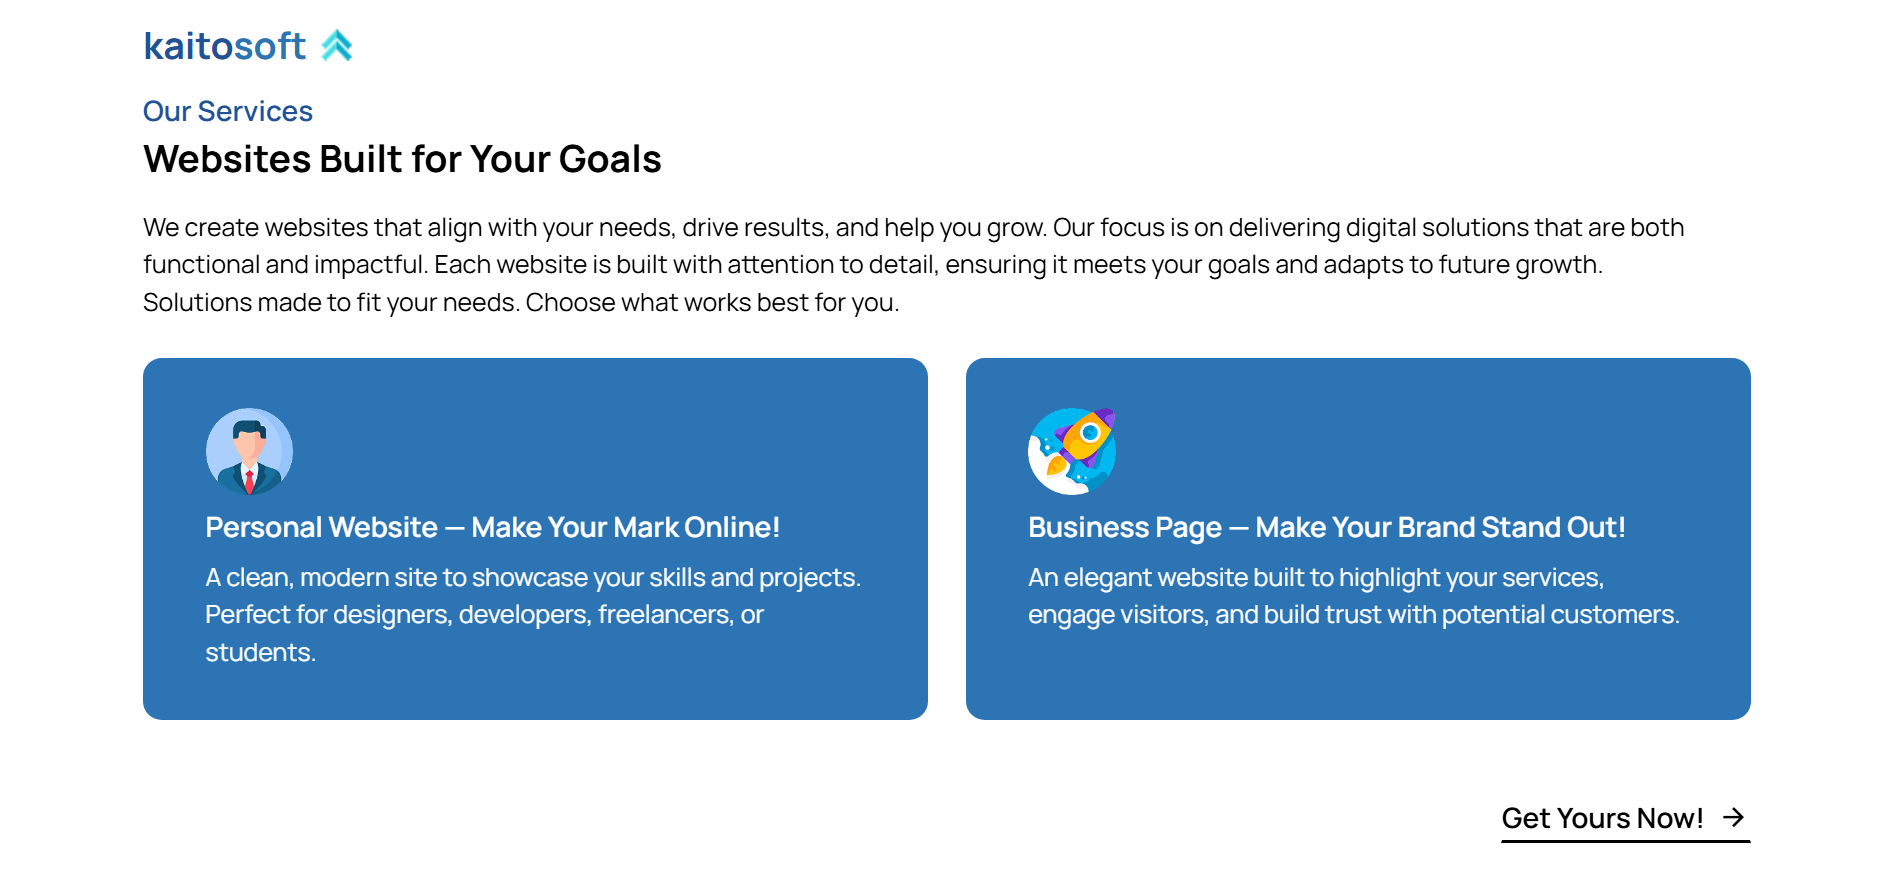 kaitosoft
Our Services
Websites Built for Your Goals
We create websites that align with your needs, drive results, and help you grow. Our focus is on delivering digital solutions that are both
functional and impactful. Each website is built with attention to detail, ensuring it meets your goals and adapts to future growth.
Solutions made to fit your needs. Choose what works best for you.
Personal Website — Make Your Mark Online!
A clean, modern site to showcase your skills and projects.
Perfect for designers, developers, freelancers, or
students.
Business Page — Make Your Brand Stand Out!
An elegant website built to highlight your services,
engage visitors, and build trust with potential customers.
Get Yours Now!